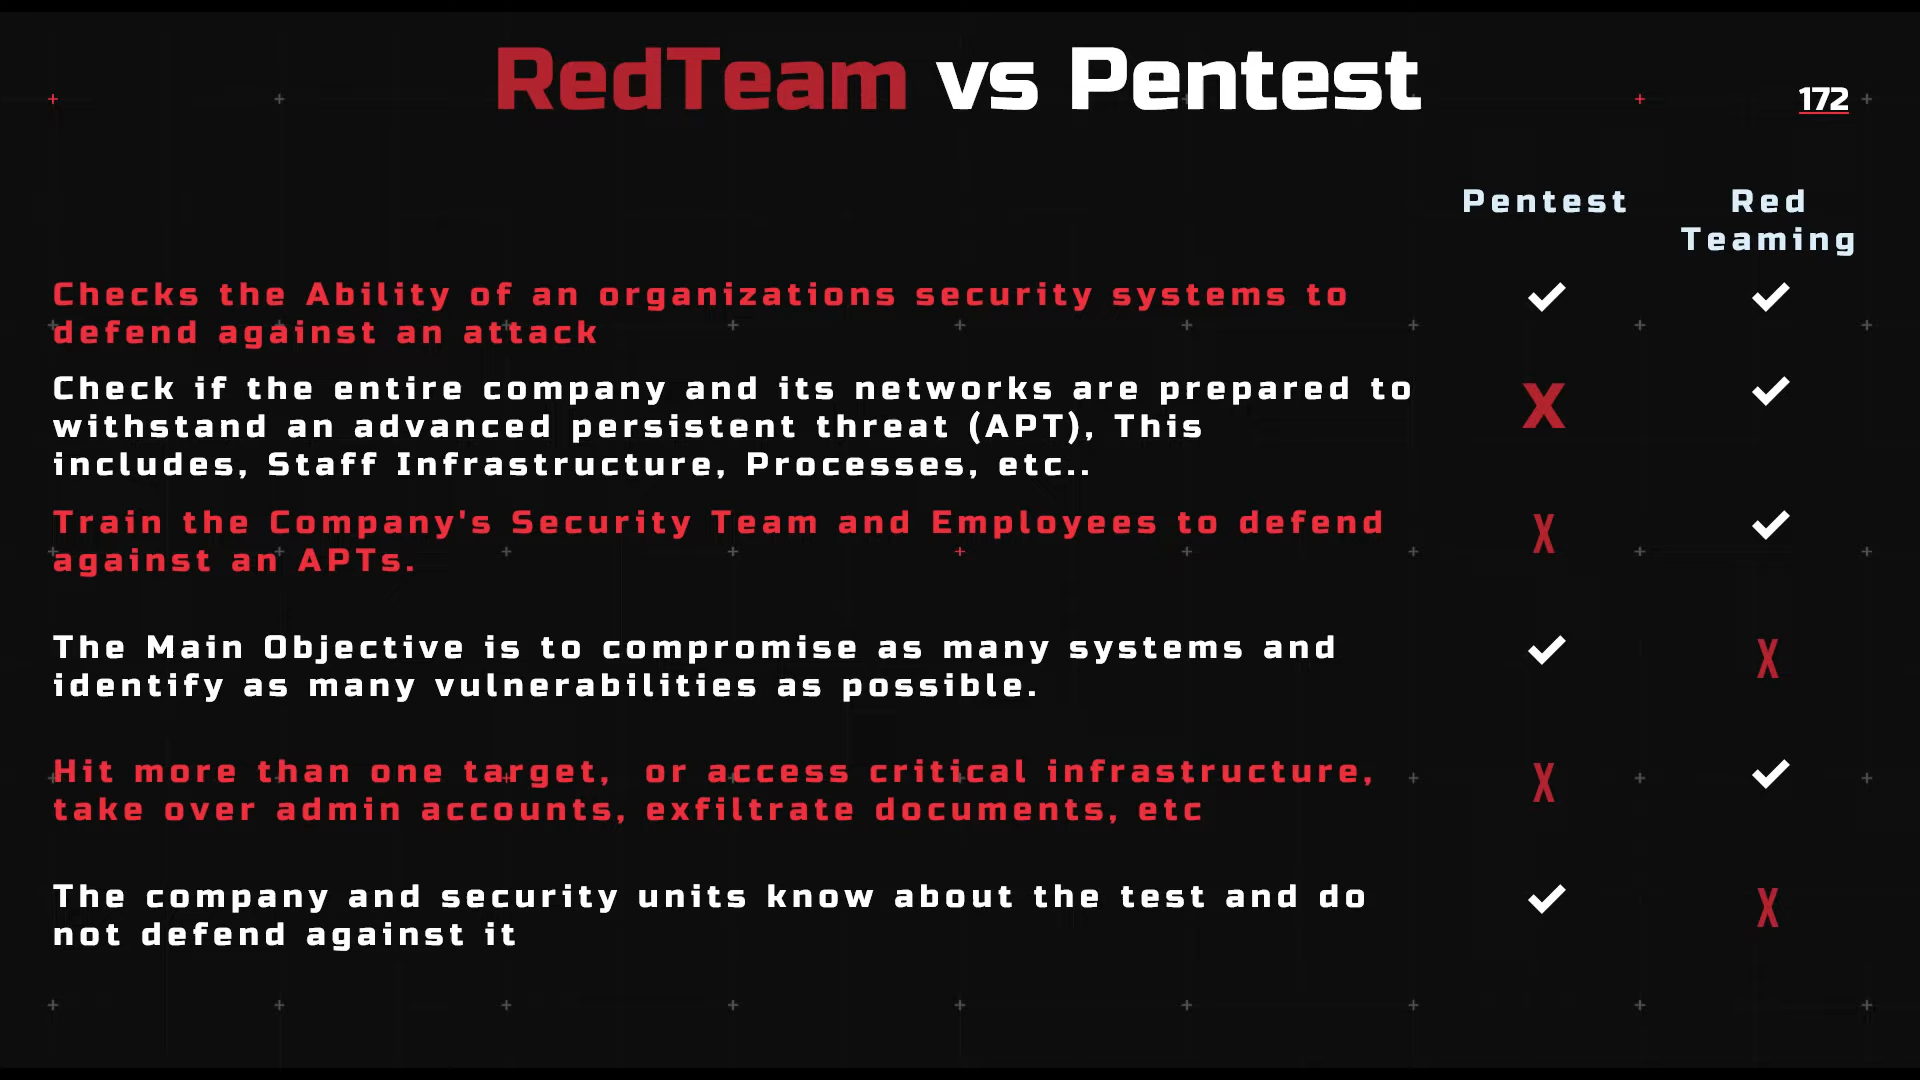 RedTeam vs Pentest
172
Pentest
Red
Teaming
Checks the Ability of an organizations security systems to
defend against an attack
Check if the entire company and its networks are prepared to
withstand an advanced persistent threat (APT), This
includes, Staff Infrastructure, Processes, etc..
X
Train the Company's Security Team and Employees to defend
against an APTs.
X
The Main Objective is to compromise as many systems and
identify as many vulnerabilities as possible.
X
Hit more than one target,  or access critical infrastructure,
take over admin accounts, exfiltrate documents, etc
X
The company and security units know about the test and do
not defend against it
X